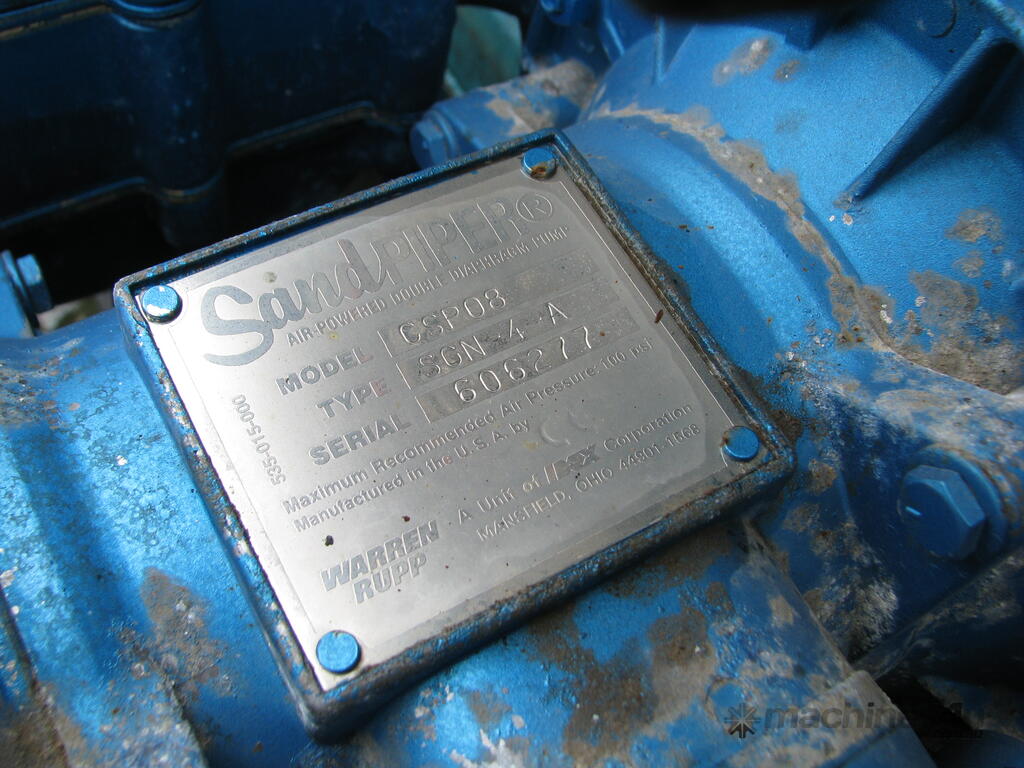 SandPIPER®
AIR-POWERED DOUBLE DIAPHRAGM PUMP
MODEL CSP08
TYPE SGN-4-A
SERIAL 606277
535-015-000
Maximum Recommended Air Pressure-100 psi
Manufactured in the U.S.A. by
CE
WARREN RUPP
A Unit of IDEX Corporation
MANSFIELD, OHIO 44901-1568